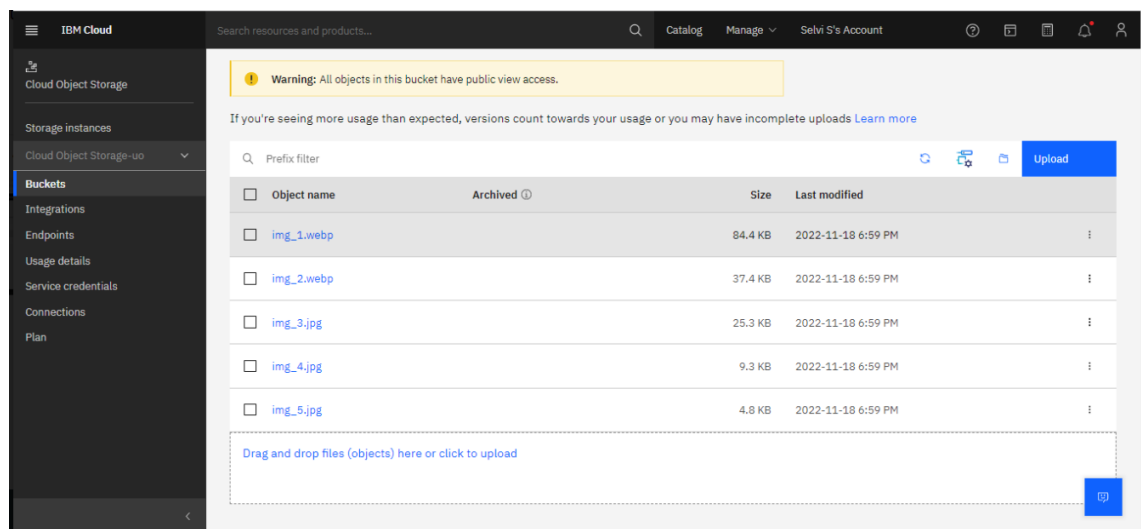 IBM Cloud
Search resources and products...
Catalog
Manage
Selvi S's Account
Cloud Object Storage
Storage instances
Cloud Object Storage-uo
Buckets
Integrations
Endpoints
Usage details
Service credentials
Connections
Plan
Warning: All objects in this bucket have public view access.
If you're seeing more usage than expected, versions count towards your usage or you may have incomplete uploads Learn more
Prefix filter
Upload
Object name Archived Size Last modified
img_1.webp 84.4 KB 2022-11-18 6:59 PM
img_2.webp 37.4 KB 2022-11-18 6:59 PM
img_3.jpg 25.3 KB 2022-11-18 6:59 PM
img_4.jpg 9.3 KB 2022-11-18 6:59 PM
img_5.jpg 4.8 KB 2022-11-18 6:59 PM
Drag and drop files (objects) here or click to upload